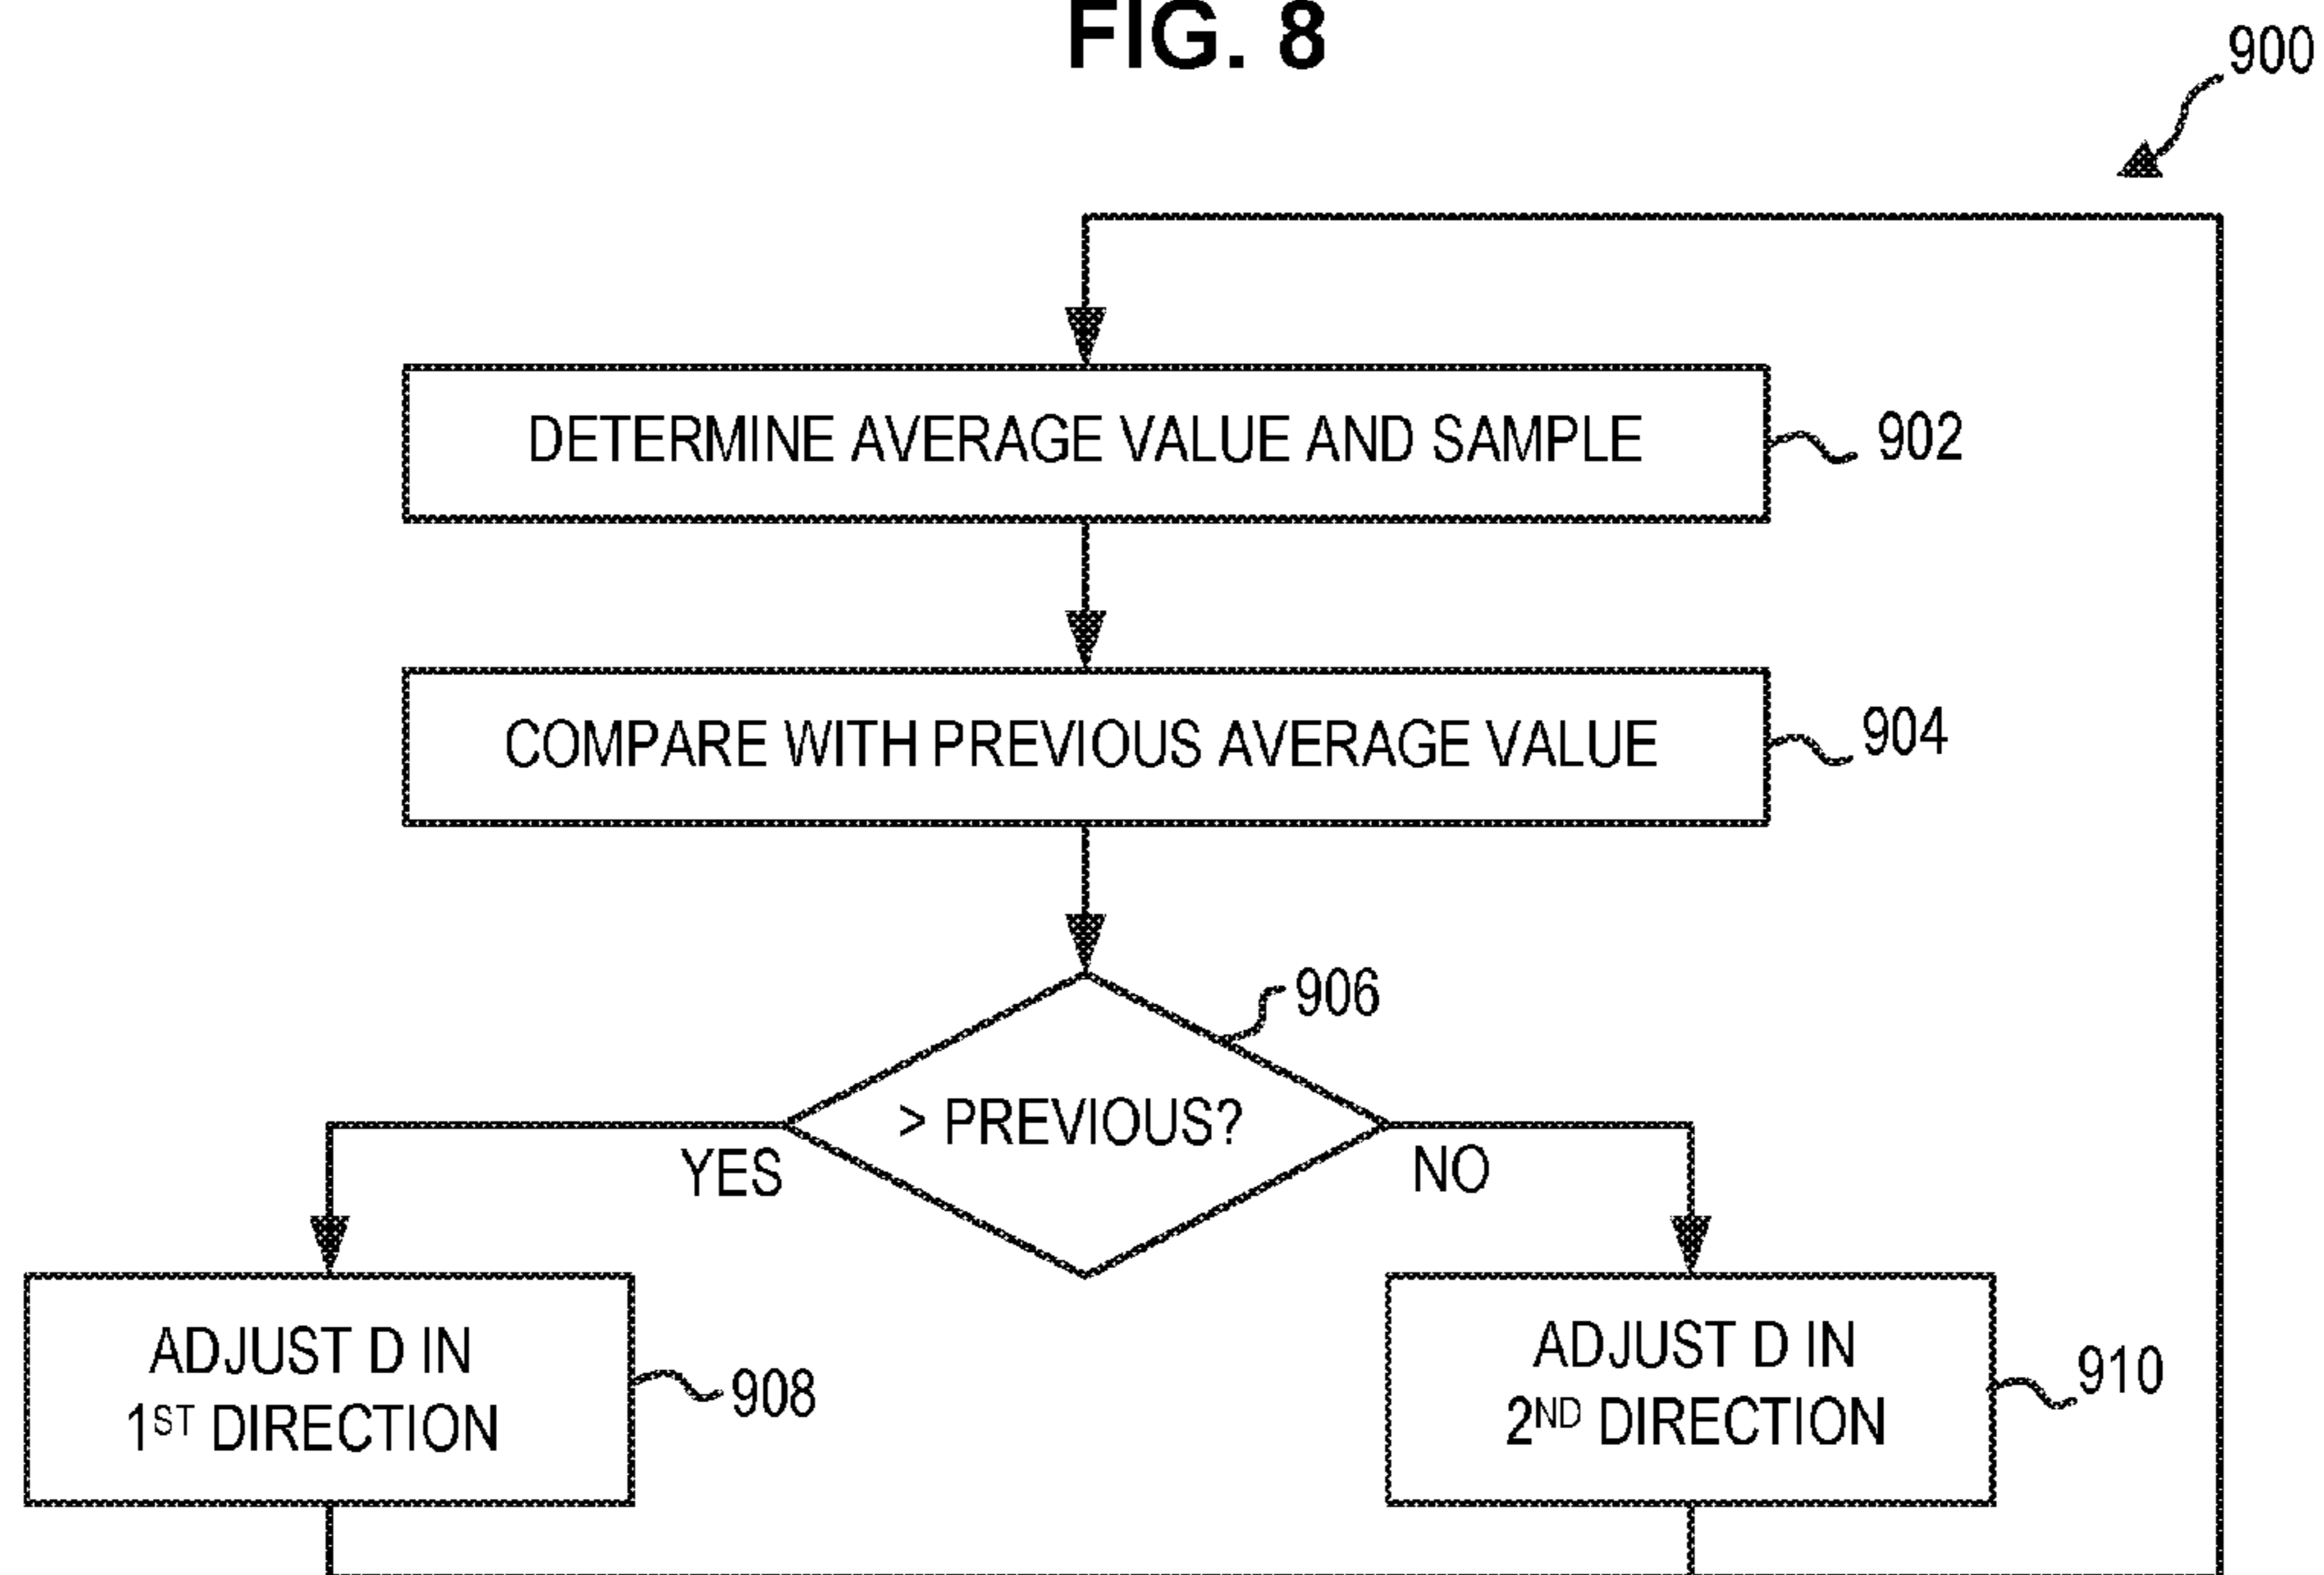 FIG. 8
900
DETERMINE AVERAGE VALUE AND SAMPLE
902
COMPARE WITH PREVIOUS AVERAGE VALUE
904
906
> PREVIOUS?
YES
NO
ADJUST D IN
1ST DIRECTION
908
ADJUST D IN
2ND DIRECTION
910